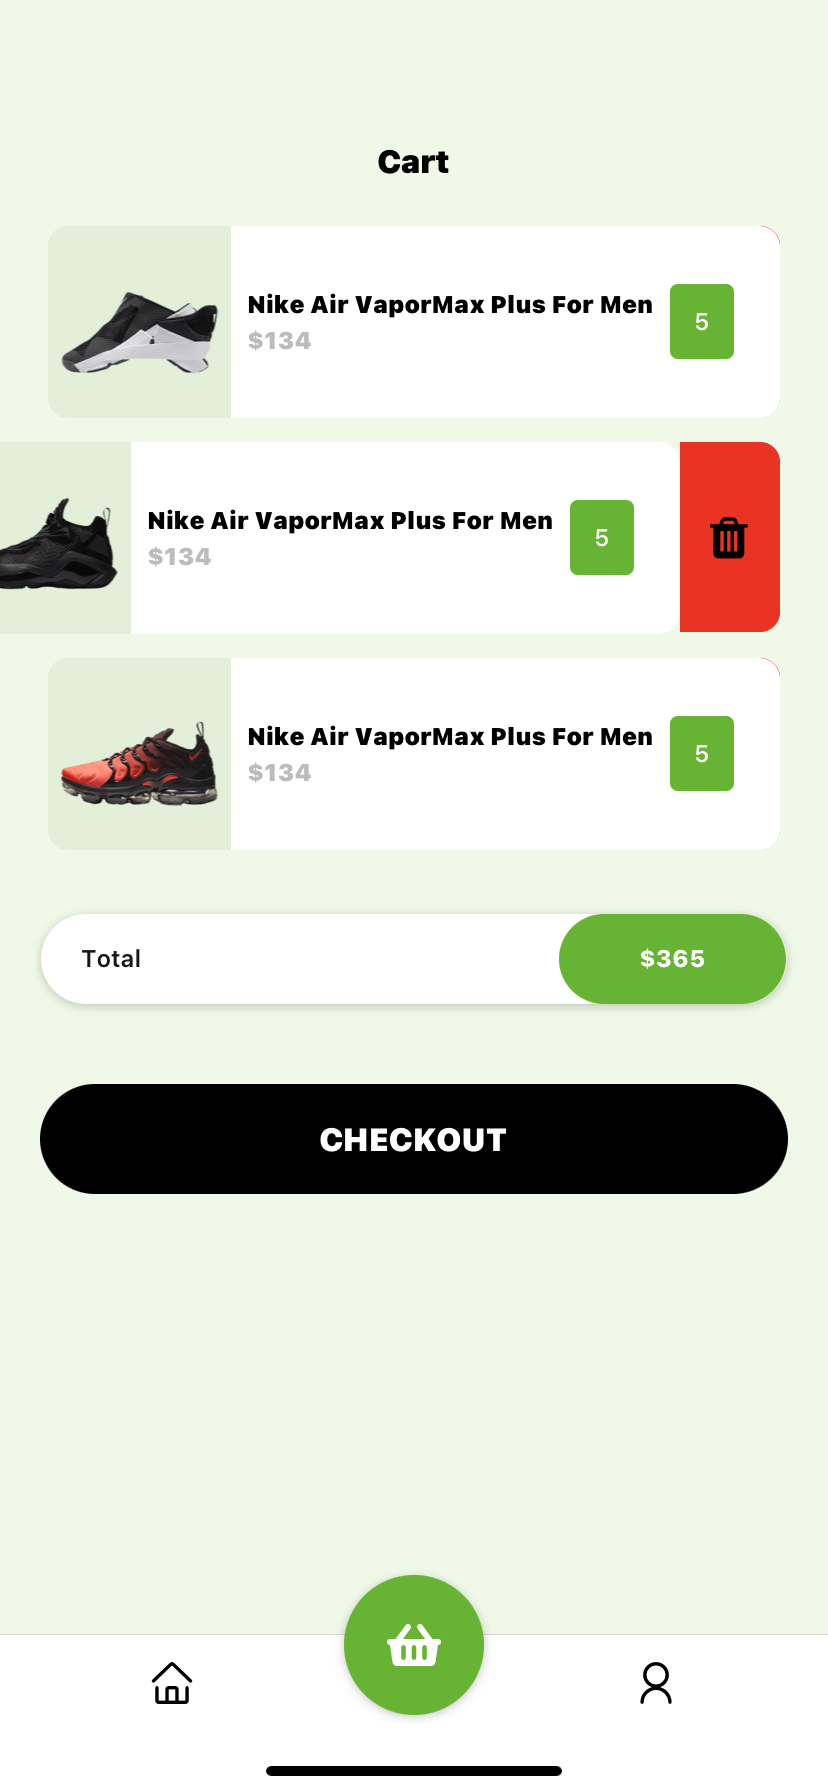 Cart
Nike Air VaporMax Plus For Men
$134
5
Nike Air VaporMax Plus For Men
$134
5
Nike Air VaporMax Plus For Men
$134
5
Total
$365
CHECKOUT